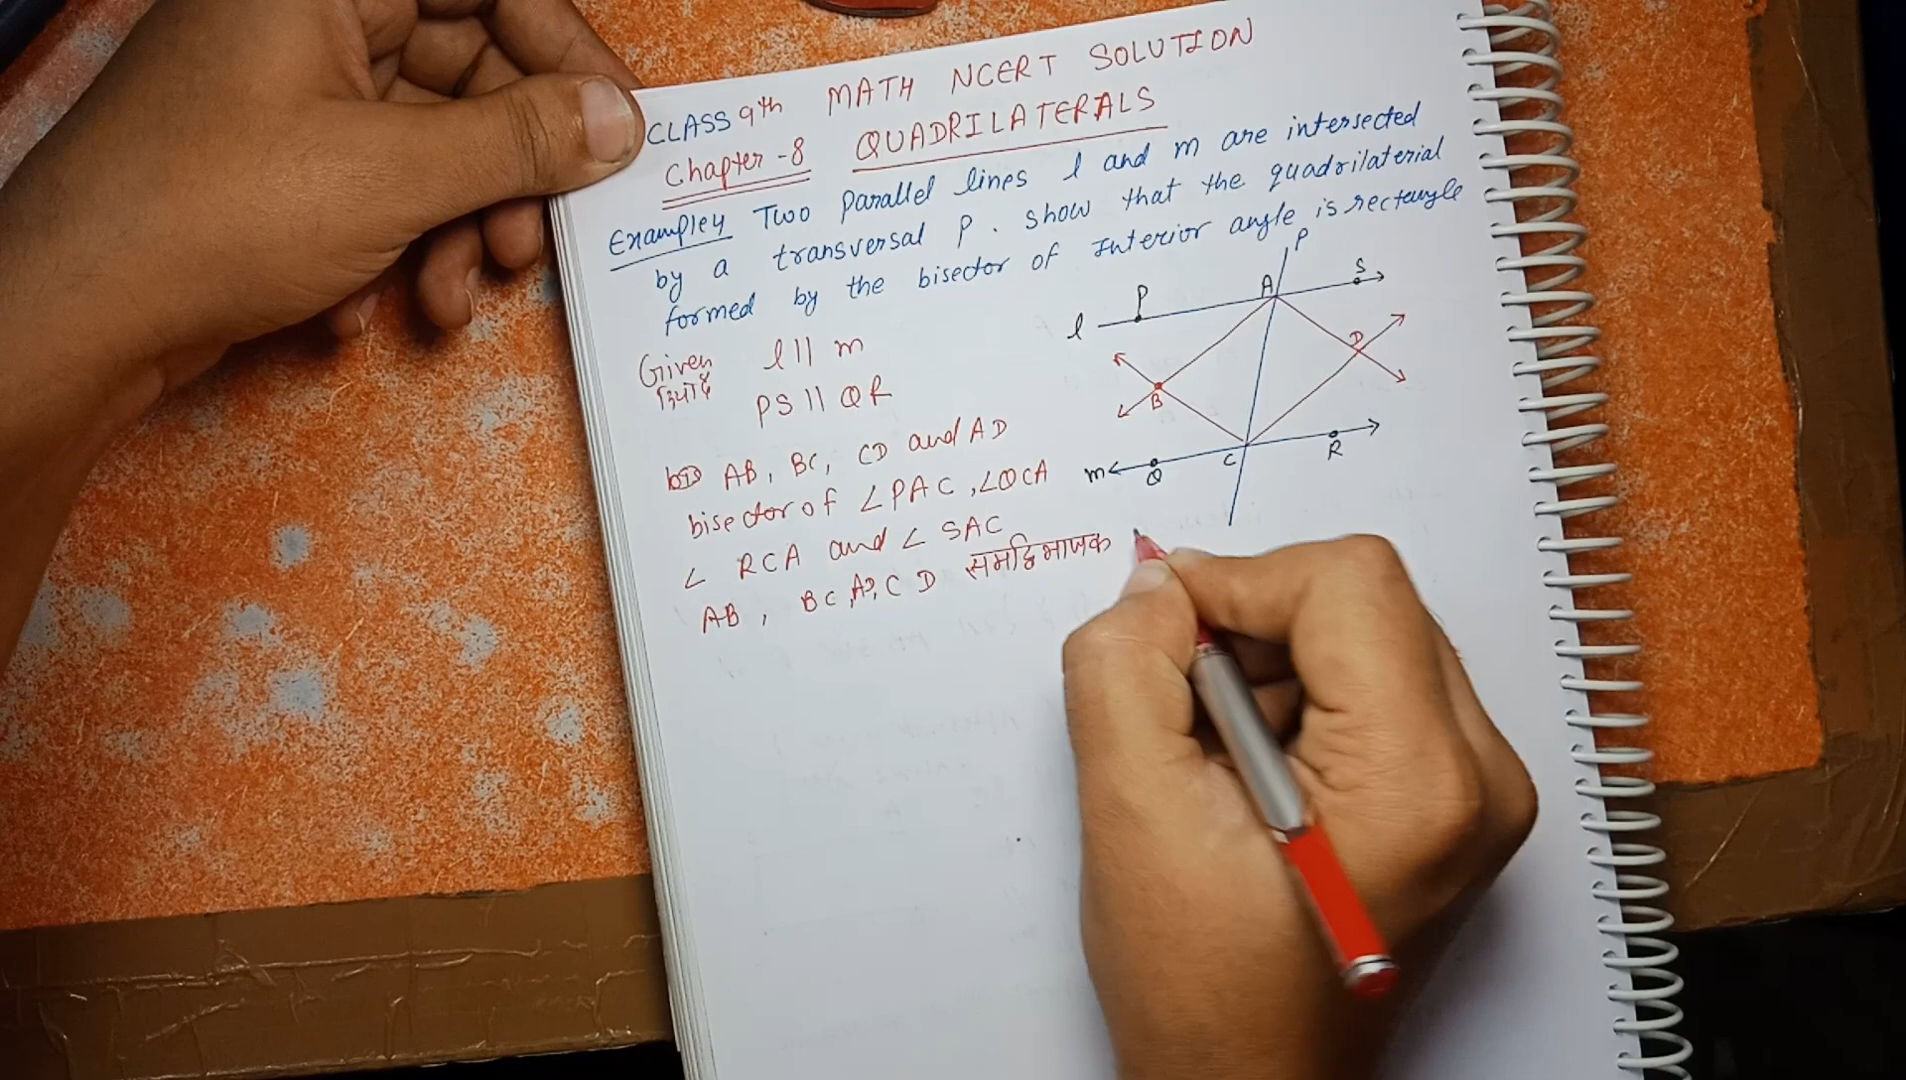 CLASS 9th MATH NCERT SOLUTION
Chapter -8 QUADRILATERALS
Example4 Two parallel lines l and m are intersected
by a transversal P. show that the quadrilaterial
formed by the bisector of Interior angle is rectangle
Given l || m
दिया है
PS || QR
AB, BC, CD and AD
bisector of ∠PAC, ∠QCA
∠ RCA and ∠ SAC
AB, BC, AD, CD समद्विभाजक
P
A
S
P
l
D
B
m
Q
C
R